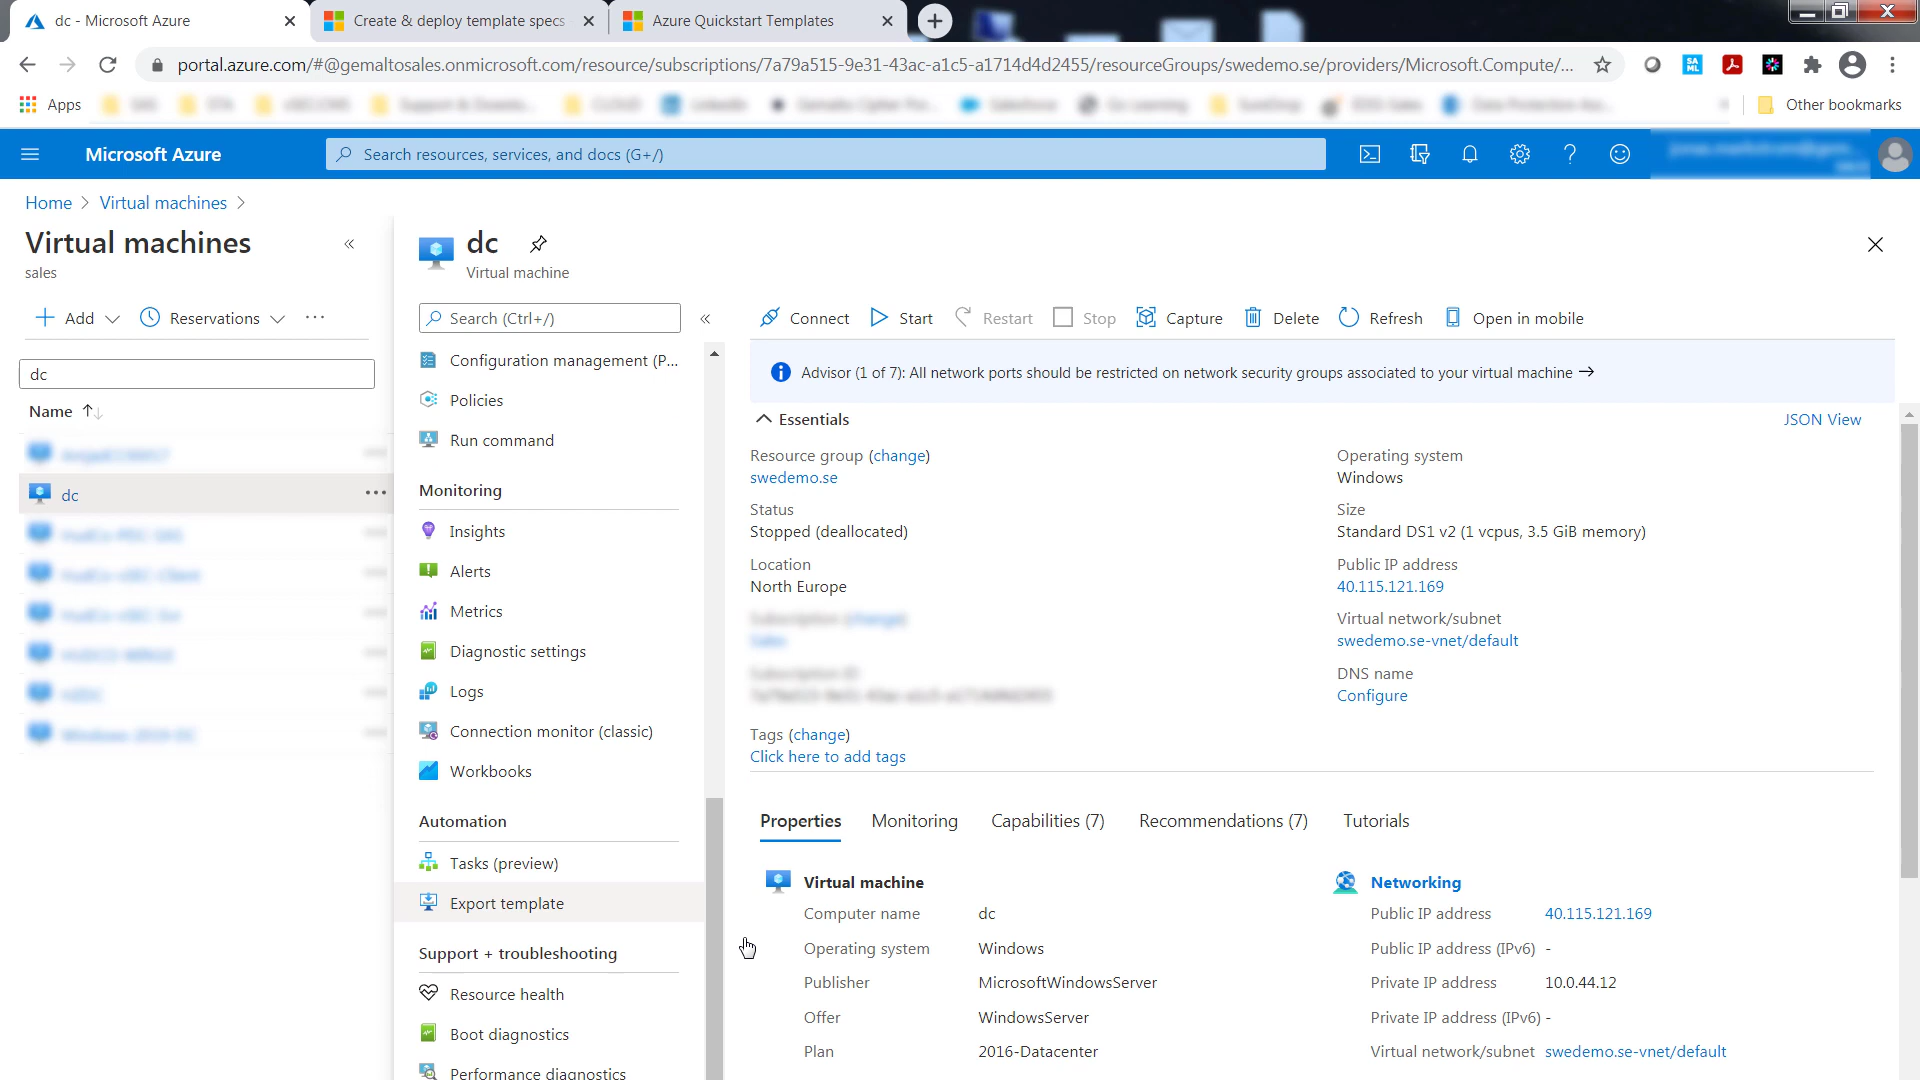 dc - Microsoft Azure
Create & deploy template specs
Azure Quickstart Templates
portal.azure.com/#@gemaltosales.onmicrosoft.com/resource/subscriptions/7a79a515-9e31-43ac-a1c5-a1714d4d2455/resourceGroups/swedemo.se/providers/Microsoft.Compute/...
Apps
Other bookmarks
Microsoft Azure
Search resources, services, and docs (G+/)
Home > Virtual machines >
Virtual machines
sales
Add
Reservations
dc
Name
dc
dc
Virtual machine
Search (Ctrl+/)
Configuration management (P...
Policies
Run command
Monitoring
Insights
Alerts
Metrics
Diagnostic settings
Logs
Connection monitor (classic)
Workbooks
Automation
Tasks (preview)
Export template
Support + troubleshooting
Resource health
Boot diagnostics
Performance diagnostics
Connect
Start
Restart
Stop
Capture
Delete
Refresh
Open in mobile
Advisor (1 of 7): All network ports should be restricted on network security groups associated to your virtual machine →
Essentials
JSON View
Resource group (change)
swedemo.se
Status
Stopped (deallocated)
Location
North Europe
Tags (change)
Click here to add tags
Operating system
Windows
Size
Standard DS1 v2 (1 vcpus, 3.5 GiB memory)
Public IP address
40.115.121.169
Virtual network/subnet
swedemo.se-vnet/default
DNS name
Configure
Properties
Monitoring
Capabilities (7)
Recommendations (7)
Tutorials
Virtual machine
Computer name dc
Operating system Windows
Publisher MicrosoftWindowsServer
Offer WindowsServer
Plan 2016-Datacenter
Networking
Public IP address 40.115.121.169
Public IP address (IPv6) -
Private IP address 10.0.44.12
Private IP address (IPv6) -
Virtual network/subnet swedemo.se-vnet/default